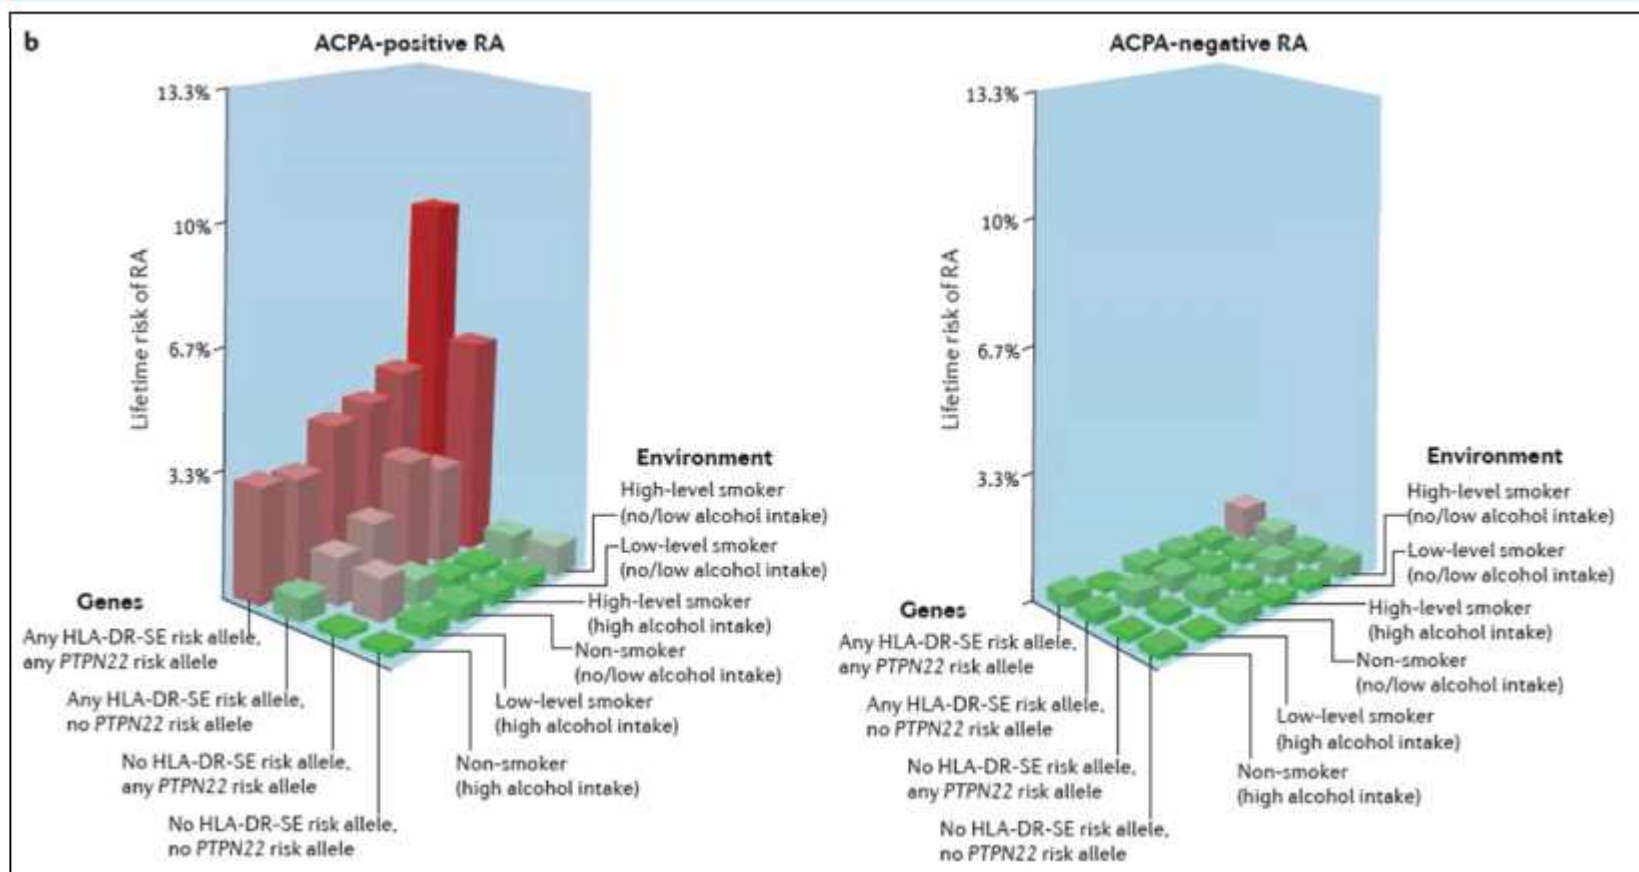 b
ACPA-positive RA
13.3%
10%
6.7%
3.3%
Lifetime risk of RA
Environment
High-level smoker
(no/low alcohol intake)
Low-level smoker
(no/low alcohol intake)
High-level smoker
(high alcohol intake)
Non-smoker
(no/low alcohol intake)
Low-level smoker
(high alcohol intake)
Non-smoker
(high alcohol intake)
Genes
Any HLA-DR-SE risk allele,
any PTPN22 risk allele
Any HLA-DR-SE risk allele,
no PTPN22 risk allele
No HLA-DR-SE risk allele,
any PTPN22 risk allele
No HLA-DR-SE risk allele,
no PTPN22 risk allele
ACPA-negative RA
13.3%
10%
6.7%
3.3%
Lifetime risk of RA
Environment
High-level smoker
(no/low alcohol intake)
Low-level smoker
(no/low alcohol intake)
High-level smoker
(high alcohol intake)
Non-smoker
(no/low alcohol intake)
Low-level smoker
(high alcohol intake)
Non-smoker
(high alcohol intake)
Genes
Any HLA-DR-SE risk allele,
any PTPN22 risk allele
Any HLA-DR-SE risk allele,
no PTPN22 risk allele
No HLA-DR-SE risk allele,
any PTPN22 risk allele
No HLA-DR-SE risk allele,
no PTPN22 risk allele